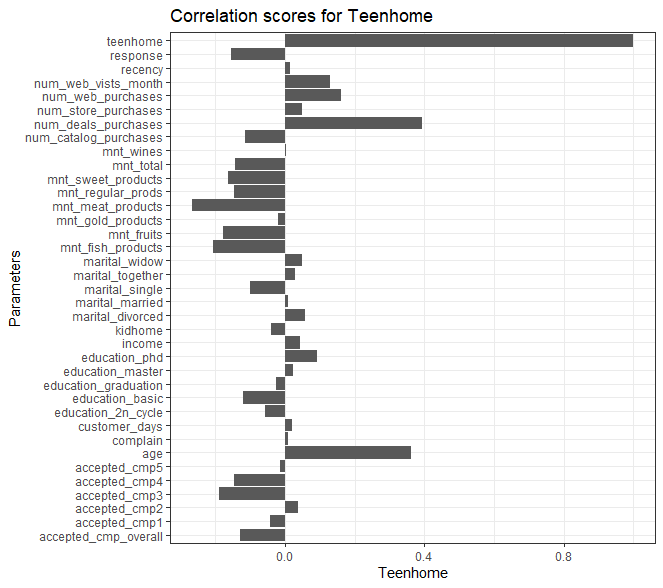 Correlation scores for Teenhome
teenhome
response
recency
num_web_vists_month
num_web_purchases
num_store_purchases
num_deals_purchases
num_catalog_purchases
mnt_wines
mnt_total
mnt_sweet_products
mnt_regular_prods
mnt_meat_products
mnt_gold_products
mnt_fruits
mnt_fish_products
marital_widow
marital_together
marital_single
marital_married
marital_divorced
kidhome
income
education_phd
education_master
education_graduation
education_basic
education_2n_cycle
customer_days
complain
age
accepted_cmp5
accepted_cmp4
accepted_cmp3
accepted_cmp2
accepted_cmp1
accepted_cmp_overall
Parameters
0.0 0.4 0.8
Teenhome